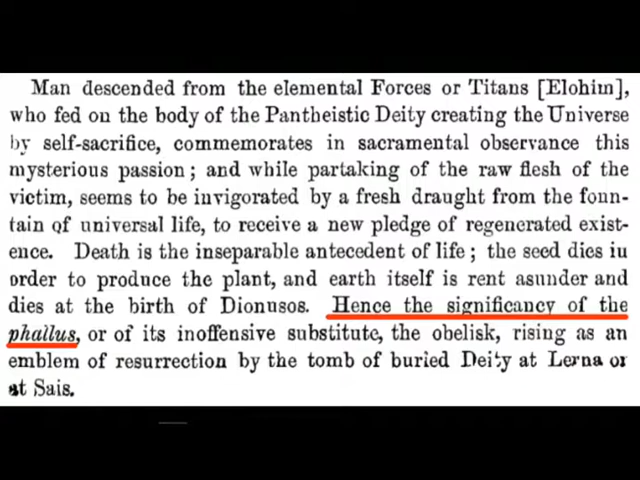 Man descended from the elemental Forces or Titans [Elohim],
who fed on the body of the Pantheistic Deity creating the Universe
by self-sacrifice, commemorates in sacramental observance this
mysterious passion; and while partaking of the raw flesh of the
victim, seems to be invigorated by a fresh draught from the foun-
tain of universal life, to receive a new pledge of regenerated exist-
ence. Death is the inseparable antecedent of life; the seed dies in
order to produce the plant, and earth itself is rent asunder and
dies at the birth of Dionusos. Hence the significancy of the
phallus, or of its inoffensive substitute, the obelisk, rising as an
emblem of resurrection by the tomb of buried Deity at Lerna or
at Sais.